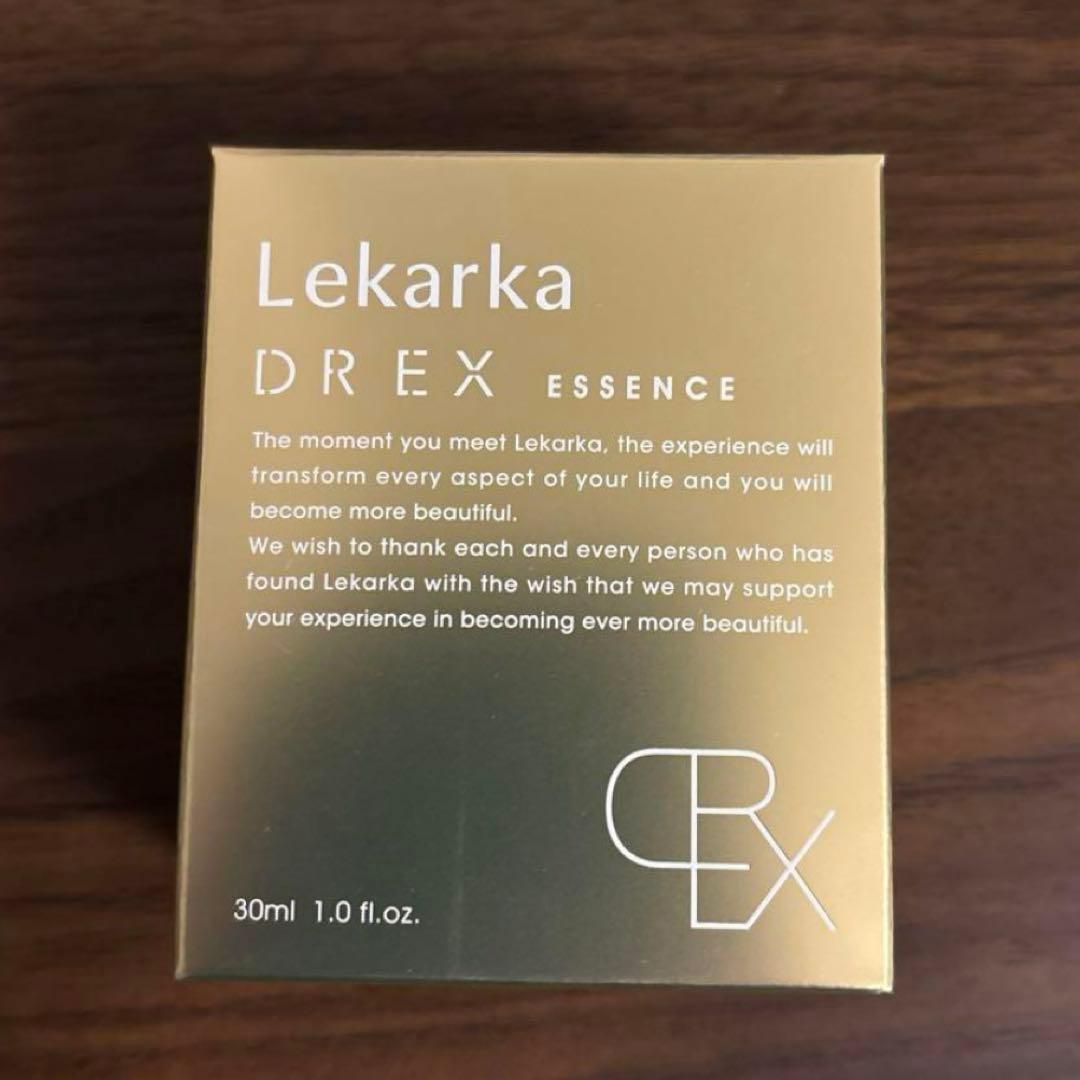 Lekarka
DREX ESSENCE
The moment you meet Lekarka, the experience will
transform every aspect of your life and you will
become more beautiful.
We wish to thank each and every person who has
found Lekarka with the wish that we may support
your experience in becoming ever more beautiful.
DREX
30ml 1.0 fl.oz.